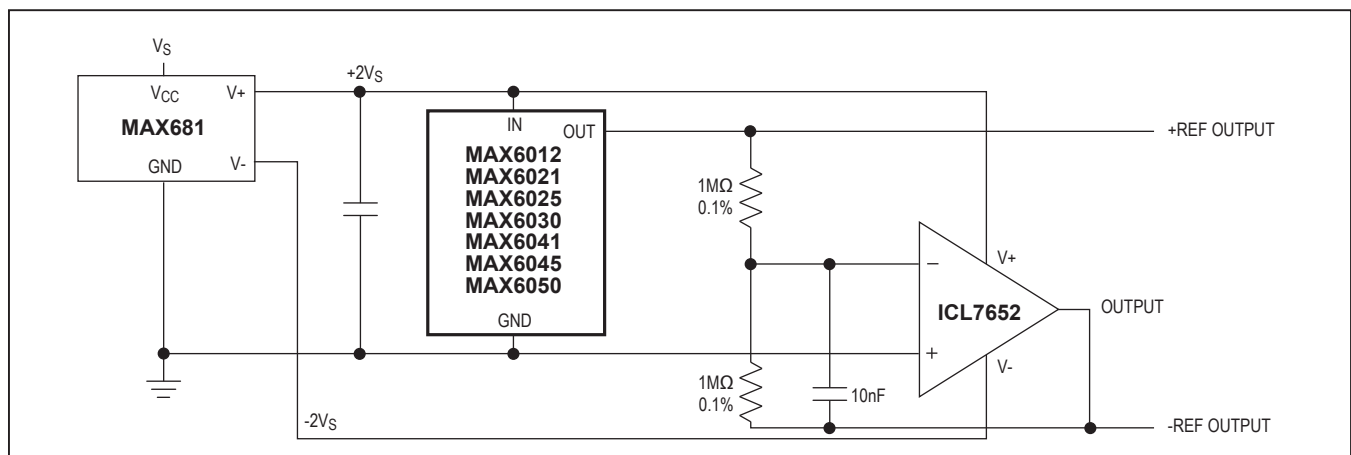 V_S
V_CC
V+
MAX681
GND
V-
+2V_S
-2V_S
IN
OUT
MAX6012
MAX6021
MAX6025
MAX6030
MAX6041
MAX6045
MAX6050
GND
1MΩ
0.1%
1MΩ
0.1%
10nF
−
+
V+
ICL7652
V-
OUTPUT
+REF OUTPUT
-REF OUTPUT